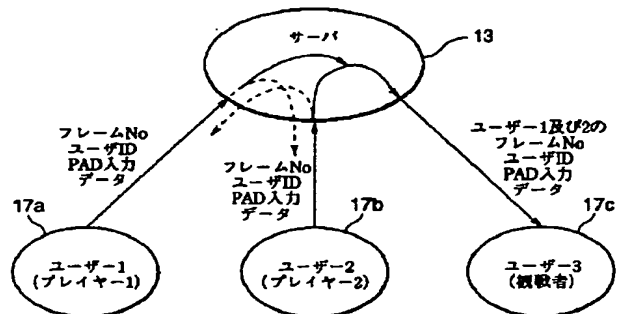 サーバ
13
フレームNo
ユーザID
PAD入力
データ
フレームNo
ユーザID
PAD入力
データ
ユーザー1及び2の
フレームNo
ユーザID
PAD入力
データ
17a
17b
17c
ユーザー1
(プレイヤー1)
ユーザー2
(プレイヤー2)
ユーザー3
(観戦者)